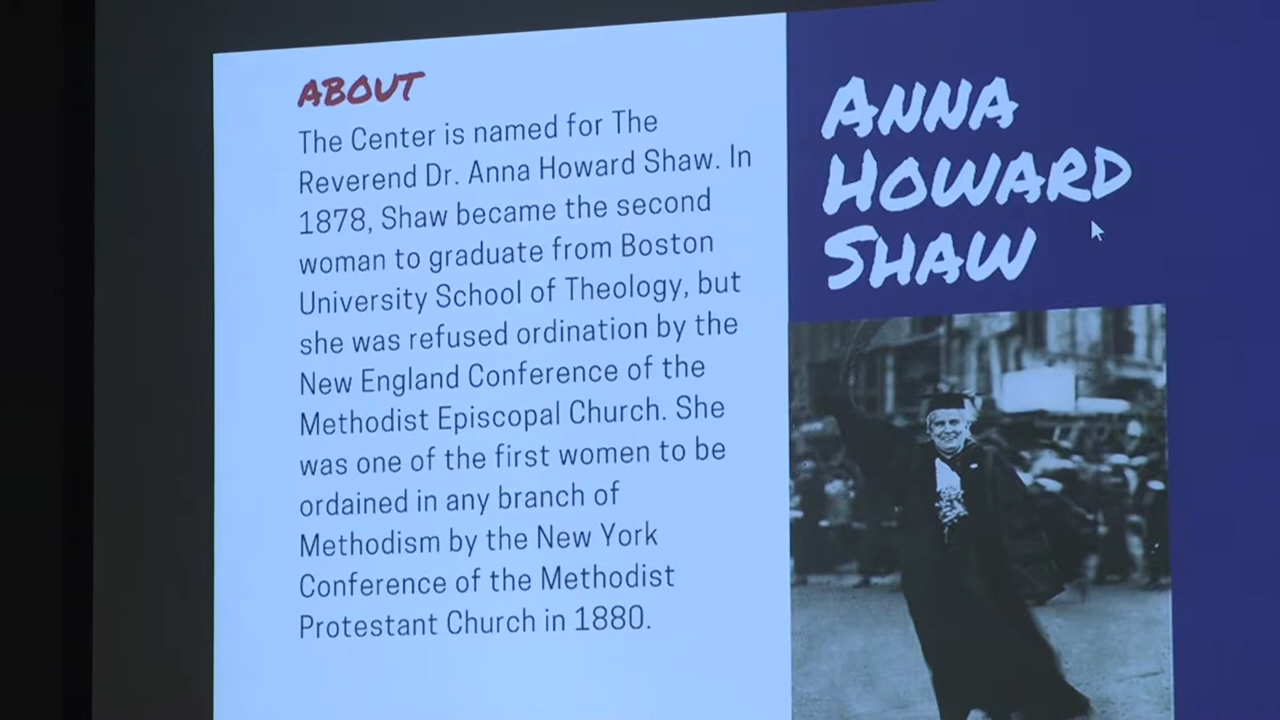 ABOUT
The Center is named for The
Reverend Dr. Anna Howard Shaw. In
1878, Shaw became the second
woman to graduate from Boston
University School of Theology, but
she was refused ordination by the
New England Conference of the
Methodist Episcopal Church. She
was one of the first women to be
ordained in any branch of
Methodism by the New York
Conference of the Methodist
Protestant Church in 1880.
ANNA
HOWARD
SHAW